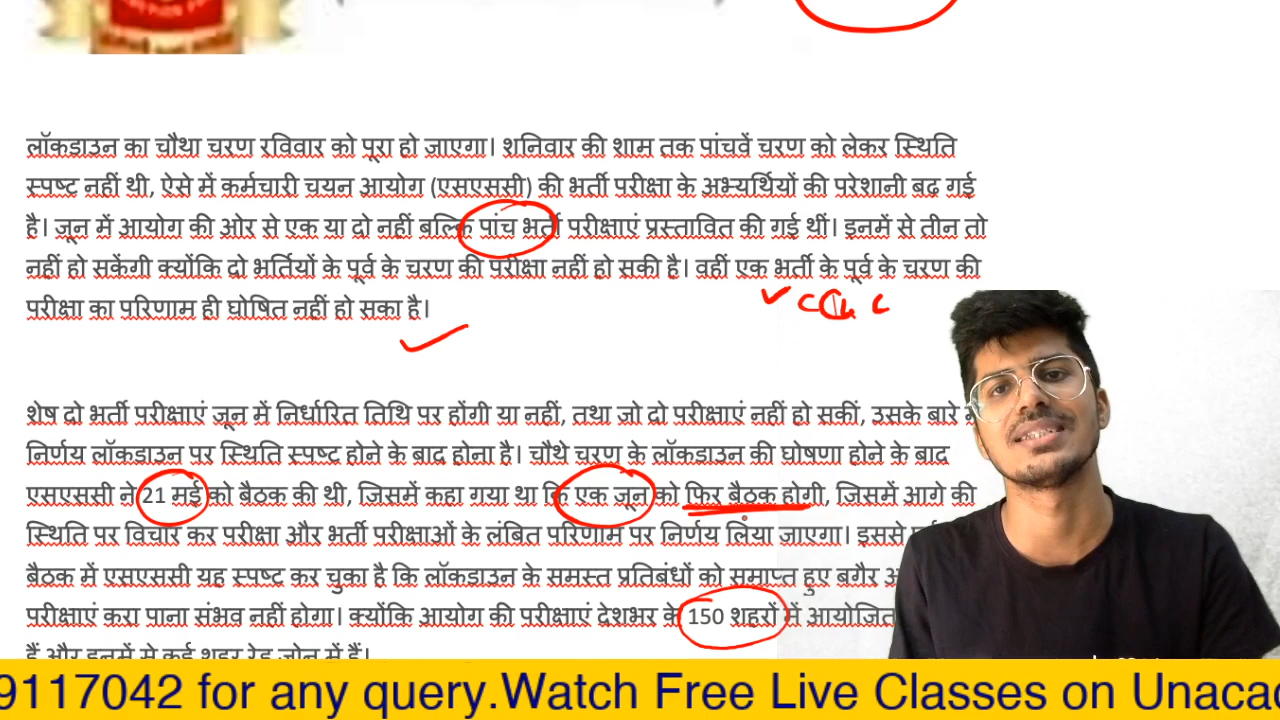 लॉकडाउन का चौथा चरण रविवार को पूरा हो जाएगा। शनिवार की शाम तक पांचवें चरण को लेकर स्थिति
स्पष्ट नहीं थी, ऐसे में कर्मचारी चयन आयोग (एसएससी) की भर्ती परीक्षा के अभ्यर्थियों की परेशानी बढ़ गई
है। जून में आयोग की ओर से एक या दो नहीं बल्कि पांच भर्ती परीक्षाएं प्रस्तावित की गई थीं। इनमें से तीन तो
नहीं हो सकेंगी क्योंकि दो भर्तियों के पूर्व के चरण की परीक्षा नहीं हो सकी है। वहीं एक भर्ती के पूर्व के चरण की
परीक्षा का परिणाम ही घोषित नहीं हो सका है।
शेष दो भर्ती परीक्षाएं जून में निर्धारित तिथि पर होंगी या नहीं, तथा जो दो परीक्षाएं नहीं हो सकीं, उसके बारे
निर्णय लॉकडाउन पर स्थिति स्पष्ट होने के बाद होना है। चौथे चरण के लॉकडाउन की घोषणा होने के बाद
एसएससी ने 21 मई को बैठक की थी, जिसमें कहा गया था कि एक जून को फिर बैठक होगी, जिसमें आगे की
स्थिति पर विचार कर परीक्षा और भर्ती परीक्षाओं के लंबित परिणाम पर निर्णय लिया जाएगा। इससे
बैठक में एसएससी यह स्पष्ट कर चुका है कि लॉकडाउन के समस्त प्रतिबंधों को समाप्त हुए बगैर
परीक्षाएं करा पाना संभव नहीं होगा। क्योंकि आयोग की परीक्षाएं देशभर के 150 शहरों में आयोजित
हैं और इनमें से कई शहर रेड जोन में हैं।
9117042 for any query.Watch Free Live Classes on Unaca